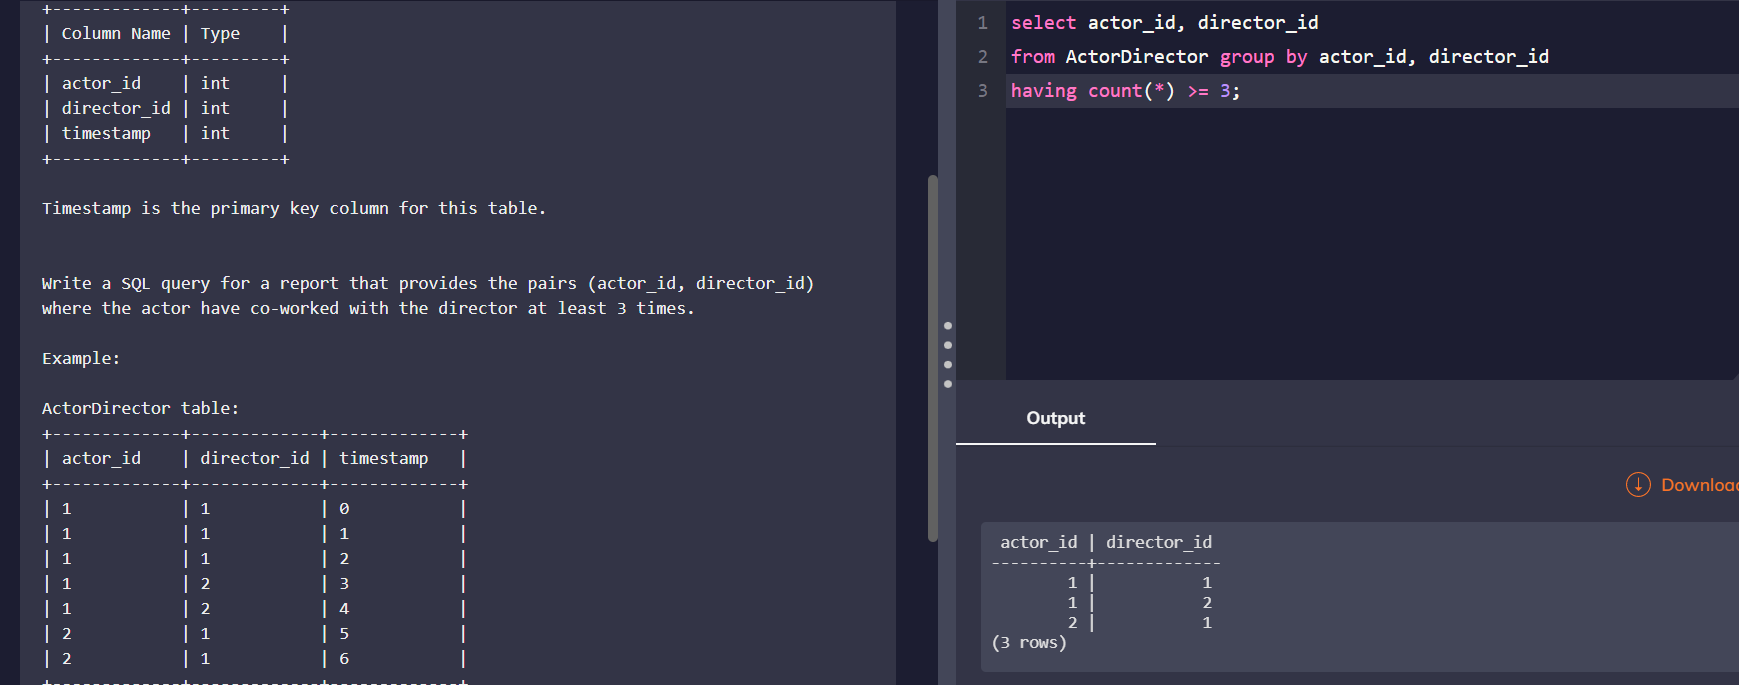 +-------------+---------+
| Column Name | Type    |
+-------------+---------+
| actor_id    | int     |
| director_id | int     |
| timestamp   | int     |
+-------------+---------+
Timestamp is the primary key column for this table.
Write a SQL query for a report that provides the pairs (actor_id, director_id)
where the actor have co-worked with the director at least 3 times.
Example:
ActorDirector table:
+-------------+-------------+-------------+
| actor_id    | director_id | timestamp   |
+-------------+-------------+-------------+
| 1           | 1           | 0           |
| 1           | 1           | 1           |
| 1           | 1           | 2           |
| 1           | 2           | 3           |
| 1           | 2           | 4           |
| 2           | 1           | 5           |
| 2           | 1           | 6           |
+-------------+-------------+-------------+
1 select actor_id, director_id
2 from ActorDirector group by actor_id, director_id
3 having count(*) >= 3;
Output
 actor_id | director_id
----------+-------------
        1 |           1
        1 |           2
        2 |           1
(3 rows)